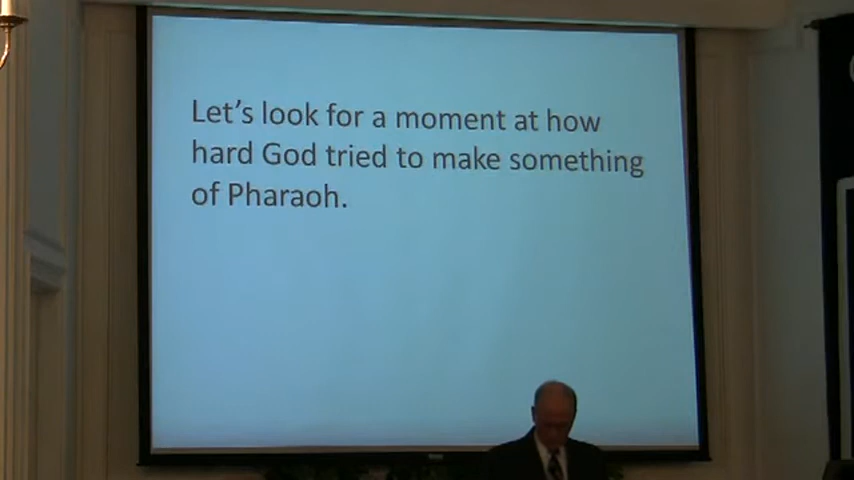 Let's look for a moment at how
hard God tried to make something
of Pharaoh.